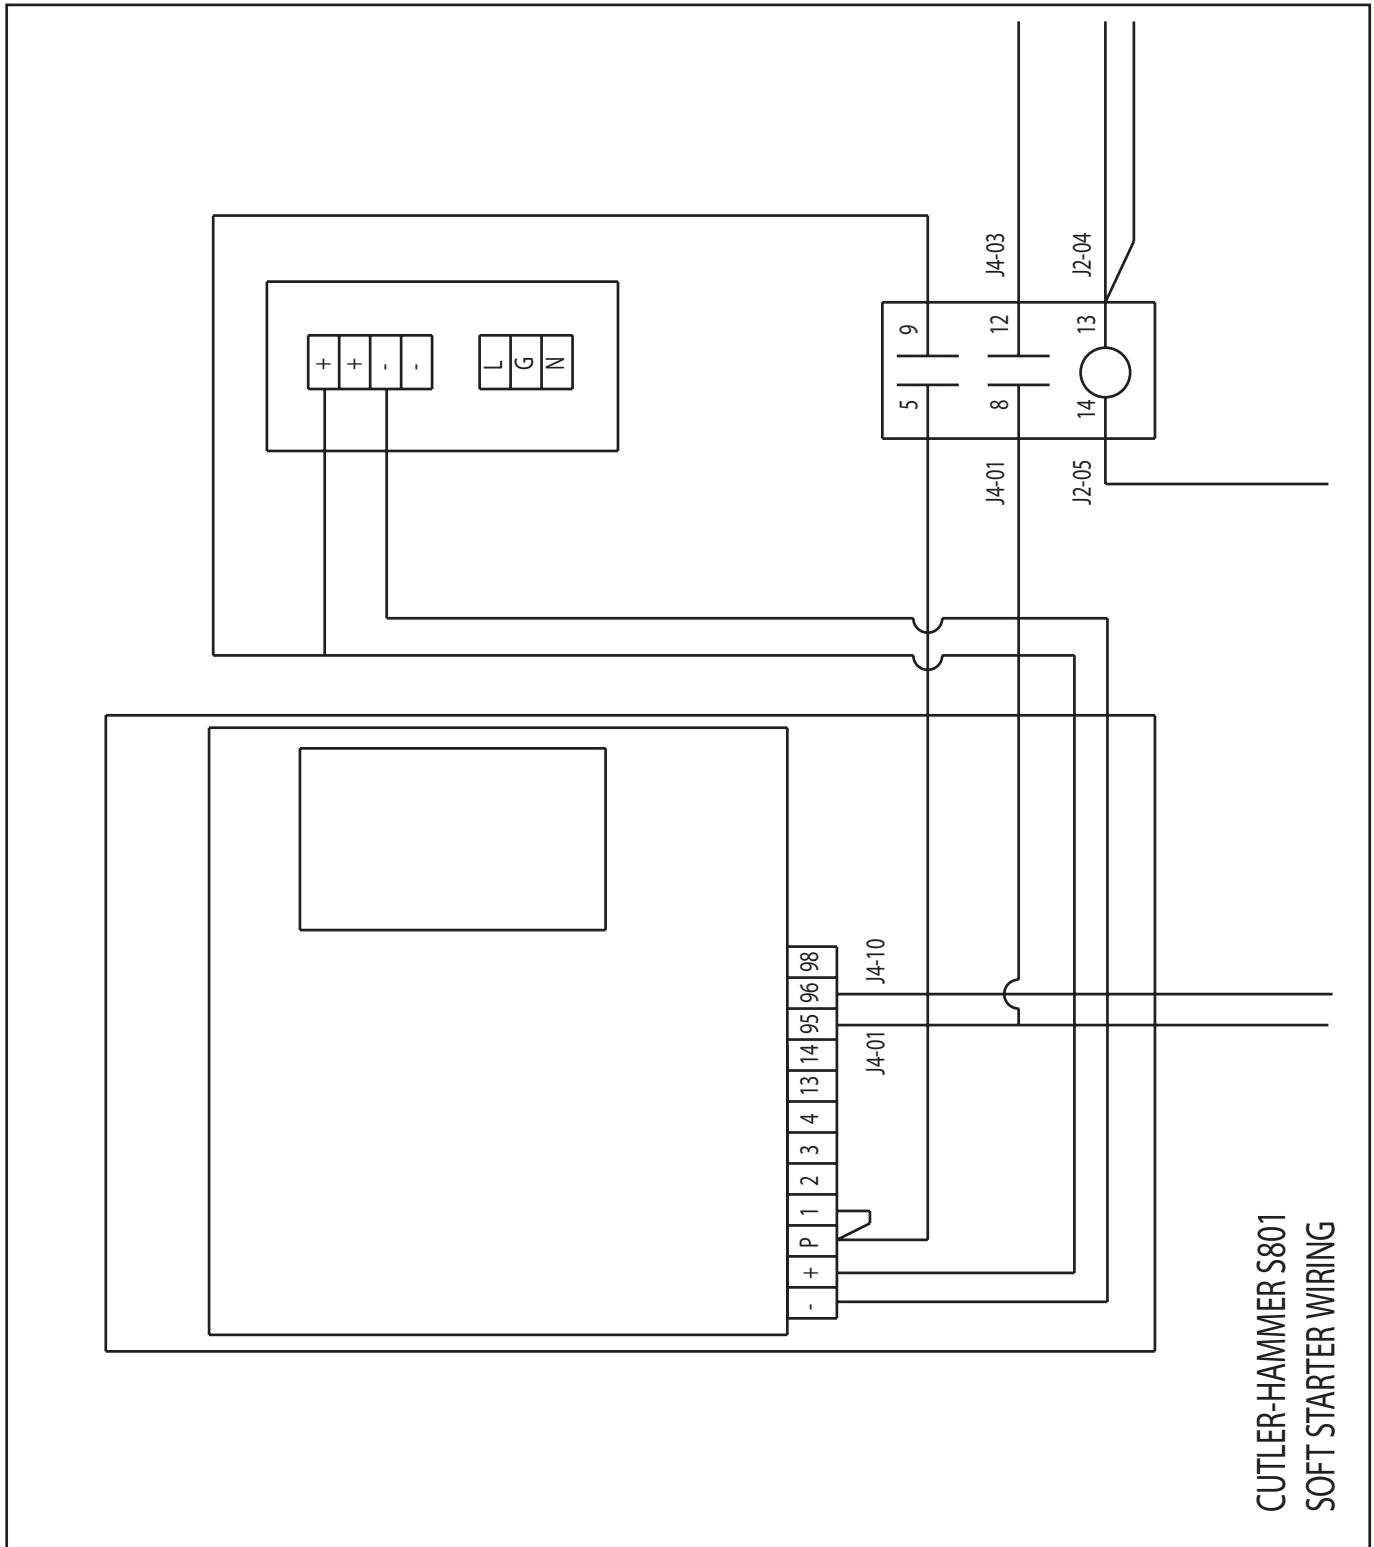 +
+
-
-
L
G
N
9
12
13
5
8
14
J4-03
J2-04
J4-01
J2-05
98
96
95
14
13
4
3
2
1
P
+
-
J4-10
J4-01
CUTLER-HAMMER S801
SOFT STARTER WIRING